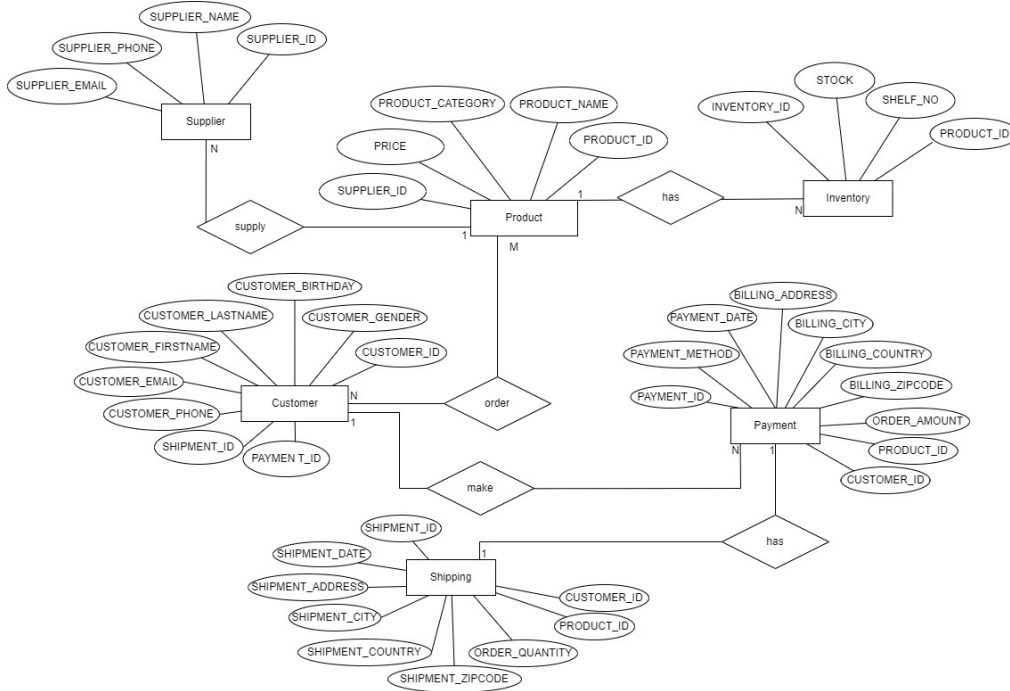 SUPPLIER_NAME
SUPPLIER_ID
SUPPLIER_PHONE
SUPPLIER_EMAIL
Supplier
N
PRODUCT_CATEGORY
PRODUCT_NAME
PRICE
PRODUCT_ID
SUPPLIER_ID
Product
1
1
M
supply
has
STOCK
INVENTORY_ID
SHELF_NO
PRODUCT_ID
Inventory
N
CUSTOMER_BIRTHDAY
CUSTOMER_LASTNAME
CUSTOMER_GENDER
CUSTOMER_FIRSTNAME
CUSTOMER_ID
CUSTOMER_EMAIL
Customer
CUSTOMER_PHONE
SHIPMENT_ID
PAYMEN T_ID
N
1
order
make
BILLING_ADDRESS
PAYMENT_DATE
BILLING_CITY
PAYMENT_METHOD
BILLING_COUNTRY
PAYMENT_ID
BILLING_ZIPCODE
Payment
ORDER_AMOUNT
PRODUCT_ID
CUSTOMER_ID
N
1
has
SHIPMENT_ID
SHIPMENT_DATE
1
Shipping
SHIPMENT_ADDRESS
CUSTOMER_ID
SHIPMENT_CITY
PRODUCT_ID
SHIPMENT_COUNTRY
ORDER_QUANTITY
SHIPMENT_ZIPCODE